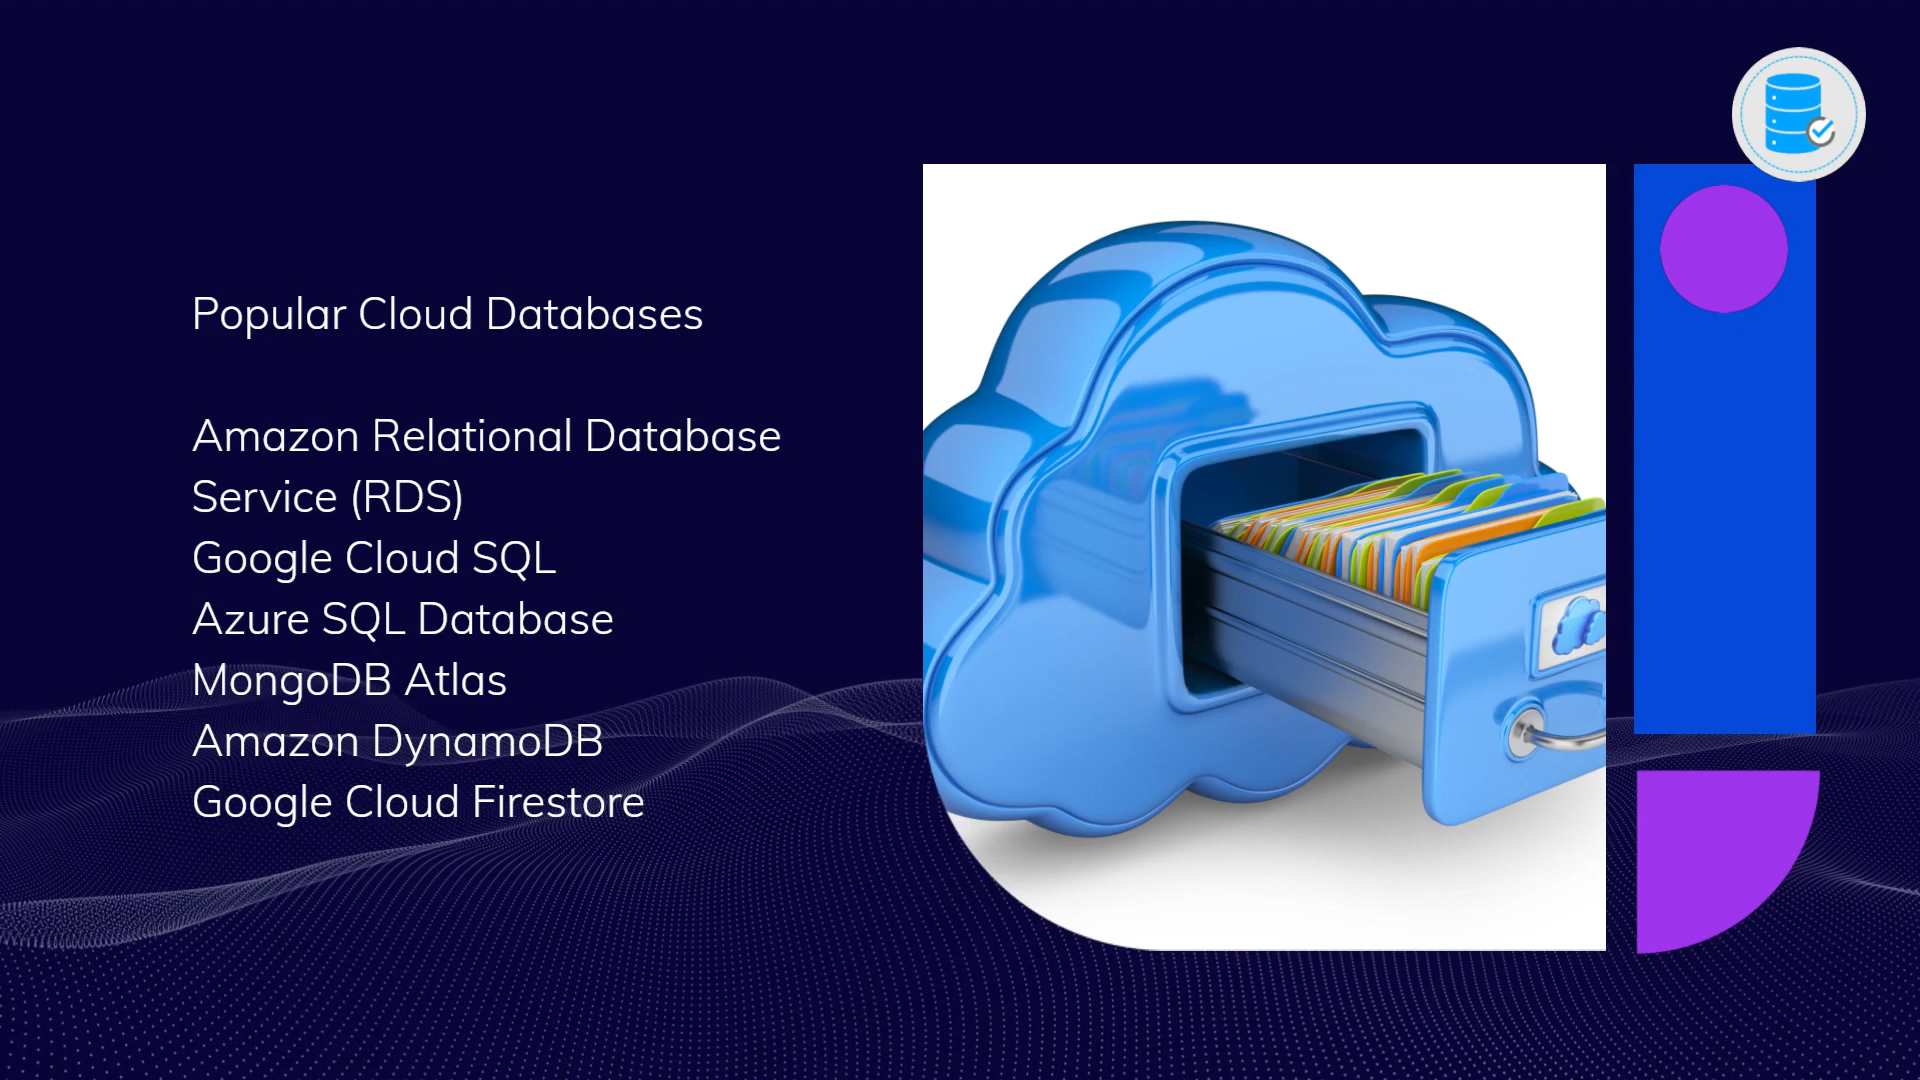 Popular Cloud Databases
Amazon Relational Database
Service (RDS)
Google Cloud SQL
Azure SQL Database
MongoDB Atlas
Amazon DynamoDB
Google Cloud Firestore